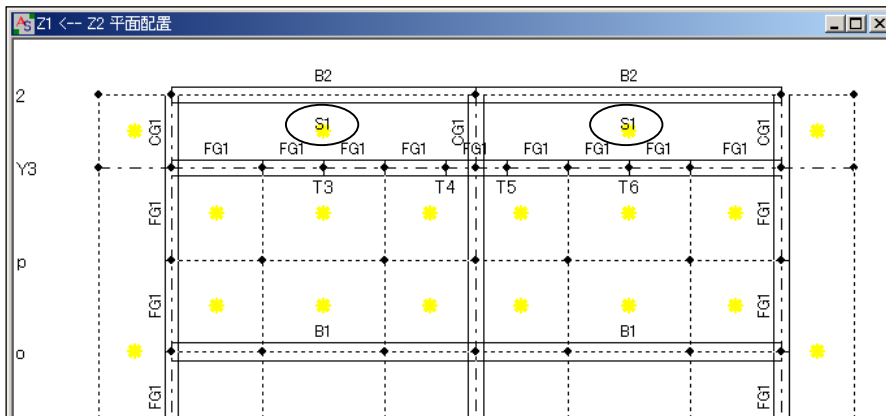 Z1 <-- Z2 平面配置
B2 B2
2
S1 S1
CG1 CG1 CG1
FG1 FG1 FG1 FG1 FG1 FG1 FG1 FG1 FG1
Y3
T3 T4 T5 T6
FG1 FG1
p
FG1 FG1
B1 B1
o
FG1 FG1